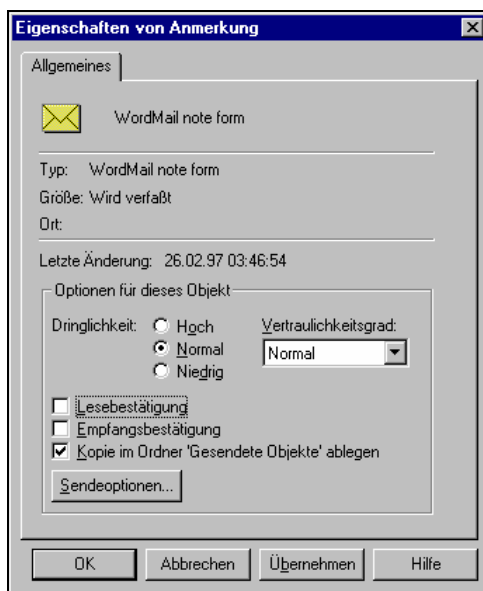 Eigenschaften von Anmerkung
Allgemeines
WordMail note form
Typ: WordMail note form
Größe: Wird verfaßt
Ort:
Letzte Änderung: 26.02.97 03:46:54
Optionen für dieses Objekt
Dringlichkeit: Hoch Vertraulichkeitsgrad:
Normal Normal
Niedrig
Lesebestätigung
Empfangsbestätigung
Kopie im Ordner 'Gesendete Objekte' ablegen
Sendeoptionen...
OK Abbrechen Übernehmen Hilfe